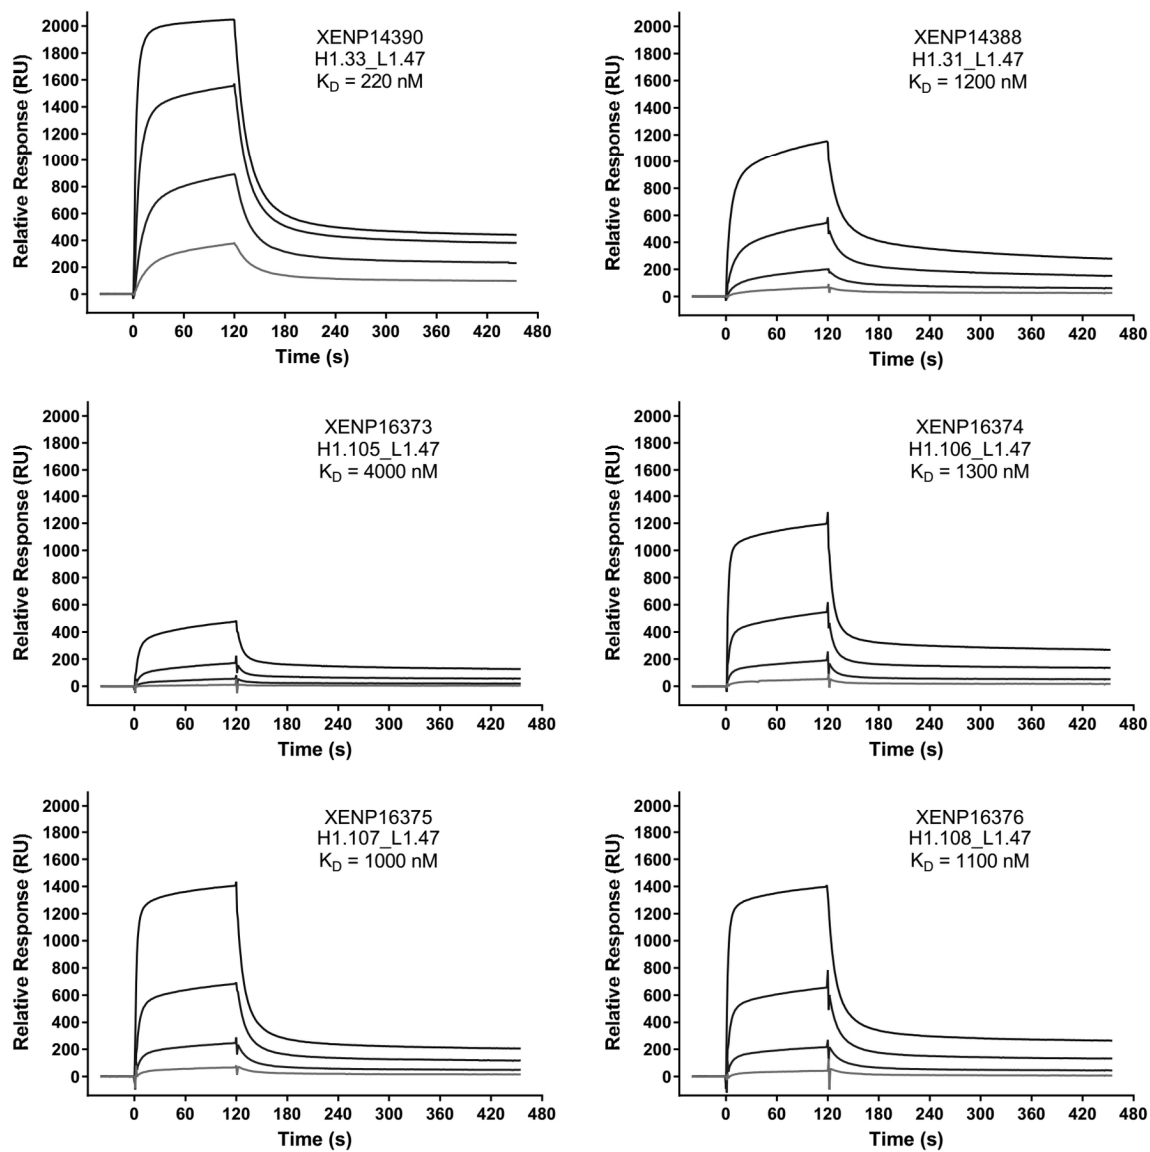 XENP14390
H1.33_L1.47
KD = 220 nM
Relative Response (RU)
2000
1800
1600
1400
1200
1000
800
600
400
200
0
0 60 120 180 240 300 360 420 480
Time (s)
XENP14388
H1.31_L1.47
KD = 1200 nM
Relative Response (RU)
2000
1800
1600
1400
1200
1000
800
600
400
200
0
0 60 120 180 240 300 360 420 480
Time (s)
XENP16373
H1.105_L1.47
KD = 4000 nM
Relative Response (RU)
2000
1800
1600
1400
1200
1000
800
600
400
200
0
0 60 120 180 240 300 360 420 480
Time (s)
XENP16374
H1.106_L1.47
KD = 1300 nM
Relative Response (RU)
2000
1800
1600
1400
1200
1000
800
600
400
200
0
0 60 120 180 240 300 360 420 480
Time (s)
XENP16375
H1.107_L1.47
KD = 1000 nM
Relative Response (RU)
2000
1800
1600
1400
1200
1000
800
600
400
200
0
0 60 120 180 240 300 360 420 480
Time (s)
XENP16376
H1.108_L1.47
KD = 1100 nM
Relative Response (RU)
2000
1800
1600
1400
1200
1000
800
600
400
200
0
0 60 120 180 240 300 360 420 480
Time (s)